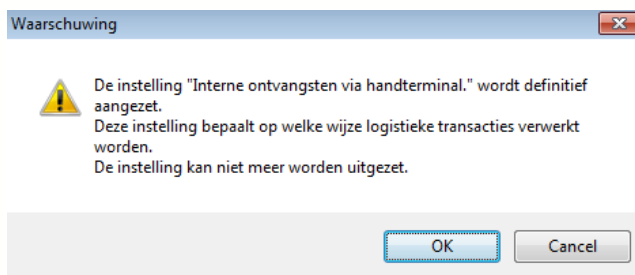 Waarschuwing
De instelling "Interne ontvangsten via handterminal." wordt definitief
aangezet.
Deze instelling bepaalt op welke wijze logistieke transacties verwerkt
worden.
De instelling kan niet meer worden uitgezet.
OK
Cancel